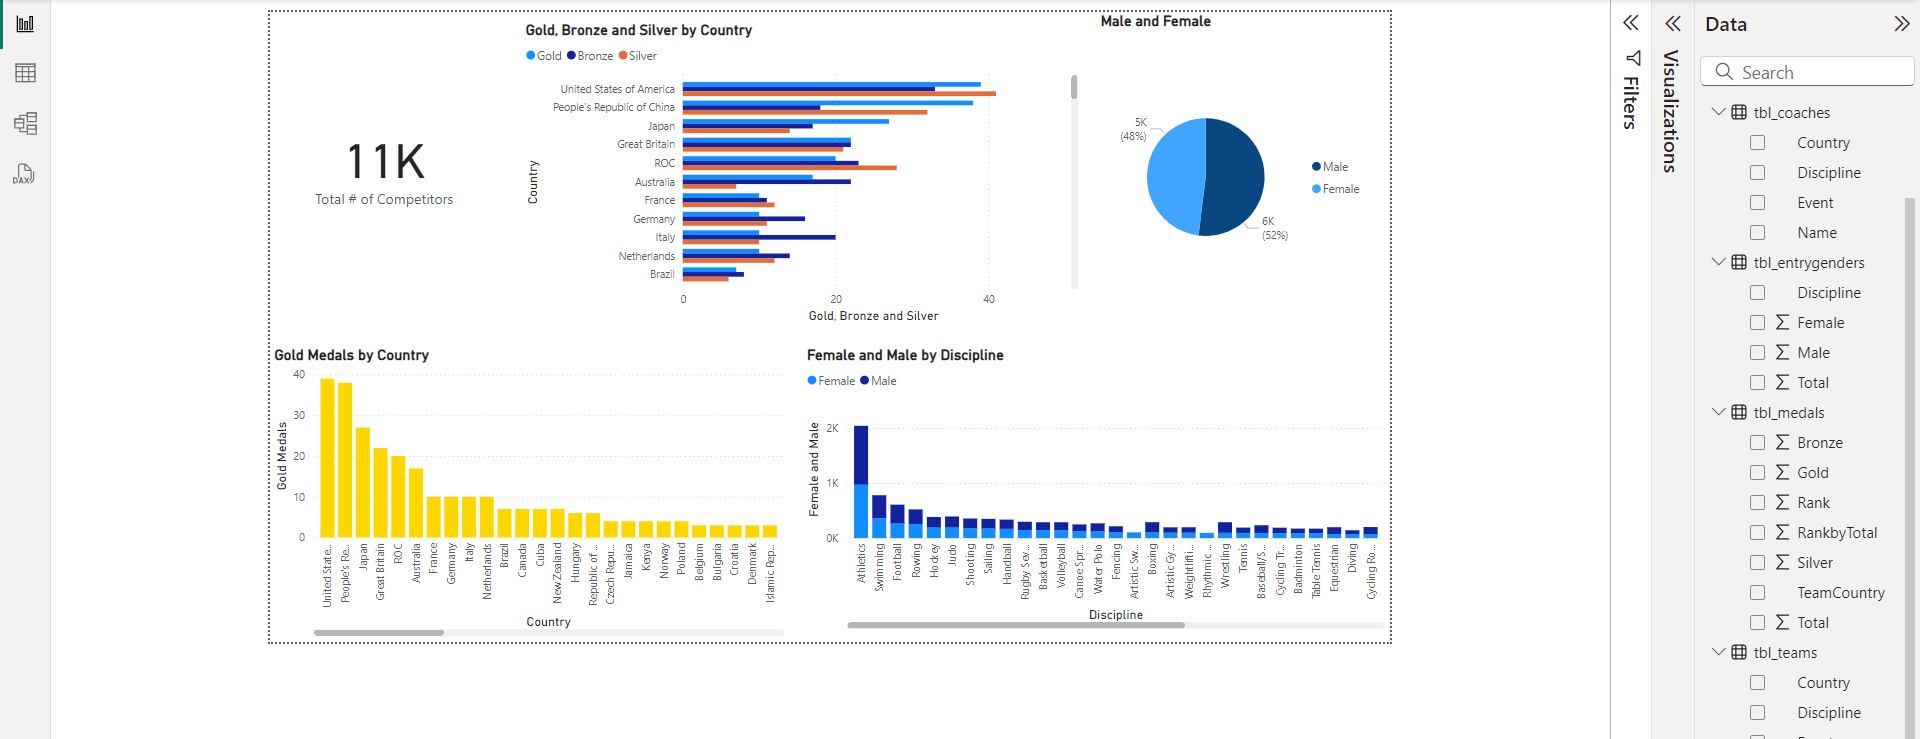 Gold, Bronze and Silver by Country
Gold Bronze Silver
Country
United States of America
People's Republic of China
Japan
Great Britain
ROC
Australia
France
Germany
Italy
Netherlands
Brazil
0 20 40
Gold, Bronze and Silver
11K
Total # of Competitors
Male and Female
5K
(48%)
6K
(52%)
Male
Female
Gold Medals by Country
Gold Medals
40
30
20
10
0
United State...
People's Re...
Japan
Great Britain
ROC
Australia
France
Germany
Italy
Netherlands
Brazil
Canada
Cuba
New Zealand
Hungary
Republic of ...
Czech Repu...
Jamaica
Kenya
Norway
Poland
Belgium
Bulgaria
Croatia
Denmark
Islamic Rep...
Country
Female and Male by Discipline
Female Male
Female and Male
2K
1K
0K
Athletics
Swimming
Football
Rowing
Hockey
Judo
Shooting
Sailing
Handball
Rugby Sev...
Basketball
Volleyball
Canoe Spr...
Water Polo
Fencing
Artistic Sw...
Boxing
Artistic Gy...
Weightlifti...
Rhythmic ...
Wrestling
Tennis
Baseball/S...
Cycling Tr...
Badminton
Table Tennis
Equestrian
Diving
Cycling Ro...
Discipline
DAX
Filters
Visualizations
Data
Search
tbl_coaches
Country
Discipline
Event
Name
tbl_entrygenders
Discipline
Σ Female
Σ Male
Σ Total
tbl_medals
Σ Bronze
Σ Gold
Σ Rank
Σ RankbyTotal
Σ Silver
TeamCountry
Σ Total
tbl_teams
Country
Discipline